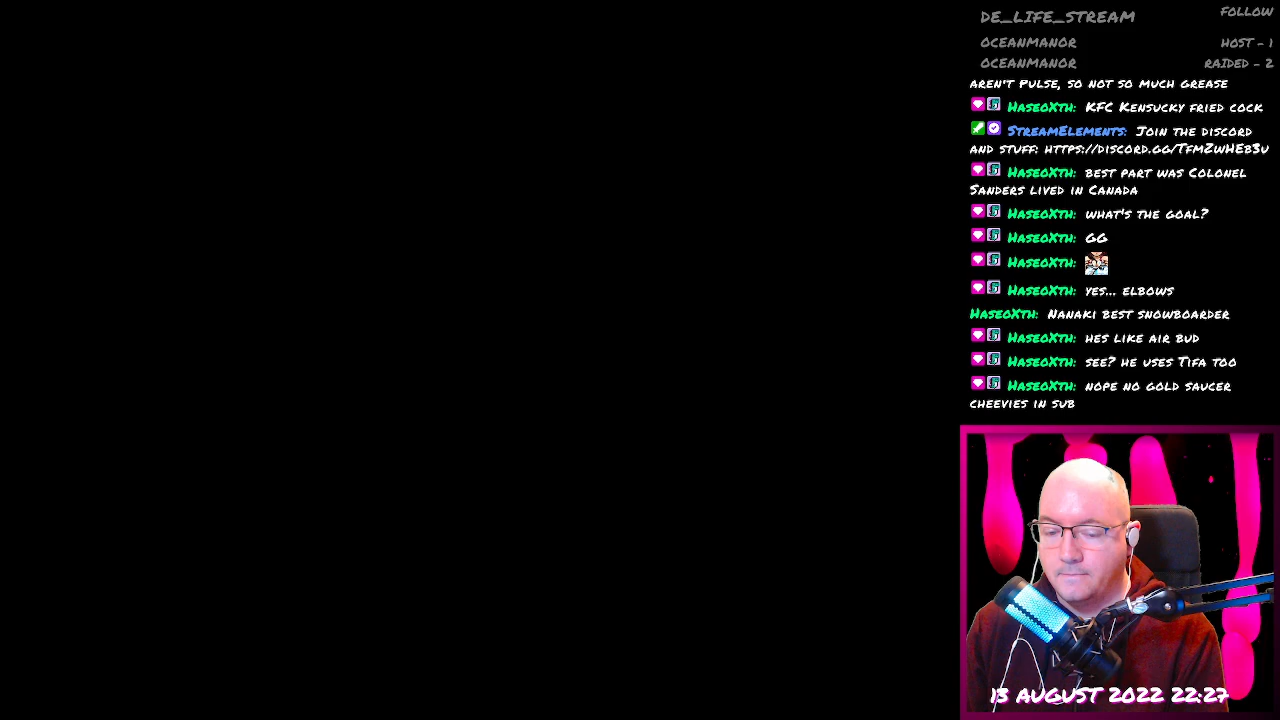 DE_LIFE_STREAM FOLLOW
OCEANMANOR HOST - 1
OCEANMANOR RAIDED - 2
AREN'T PULSE, SO NOT SO MUCH GREASE
HASEOXTH: KFC KENSUCKY FRIED COCK
STREAMELEMENTS: JOIN THE DISCORD
AND STUFF: HTTPS://DISCORD.GG/TFMZWHEB3U
HASEOXTH: BEST PART WAS COLONEL
SANDERS LIVED IN CANADA
HASEOXTH: WHAT'S THE GOAL?
HASEOXTH: GG
HASEOXTH:
HASEOXTH: YES... ELBOWS
HASEOXTH: NANAKI BEST SNOWBOARDER
HASEOXTH: HES LIKE AIR BUD
HASEOXTH: SEE? HE USES TIFA TOO
HASEOXTH: NOPE NO GOLD SAUCER
CHEEVIES IN SUB
13 AUGUST 2022 22:27